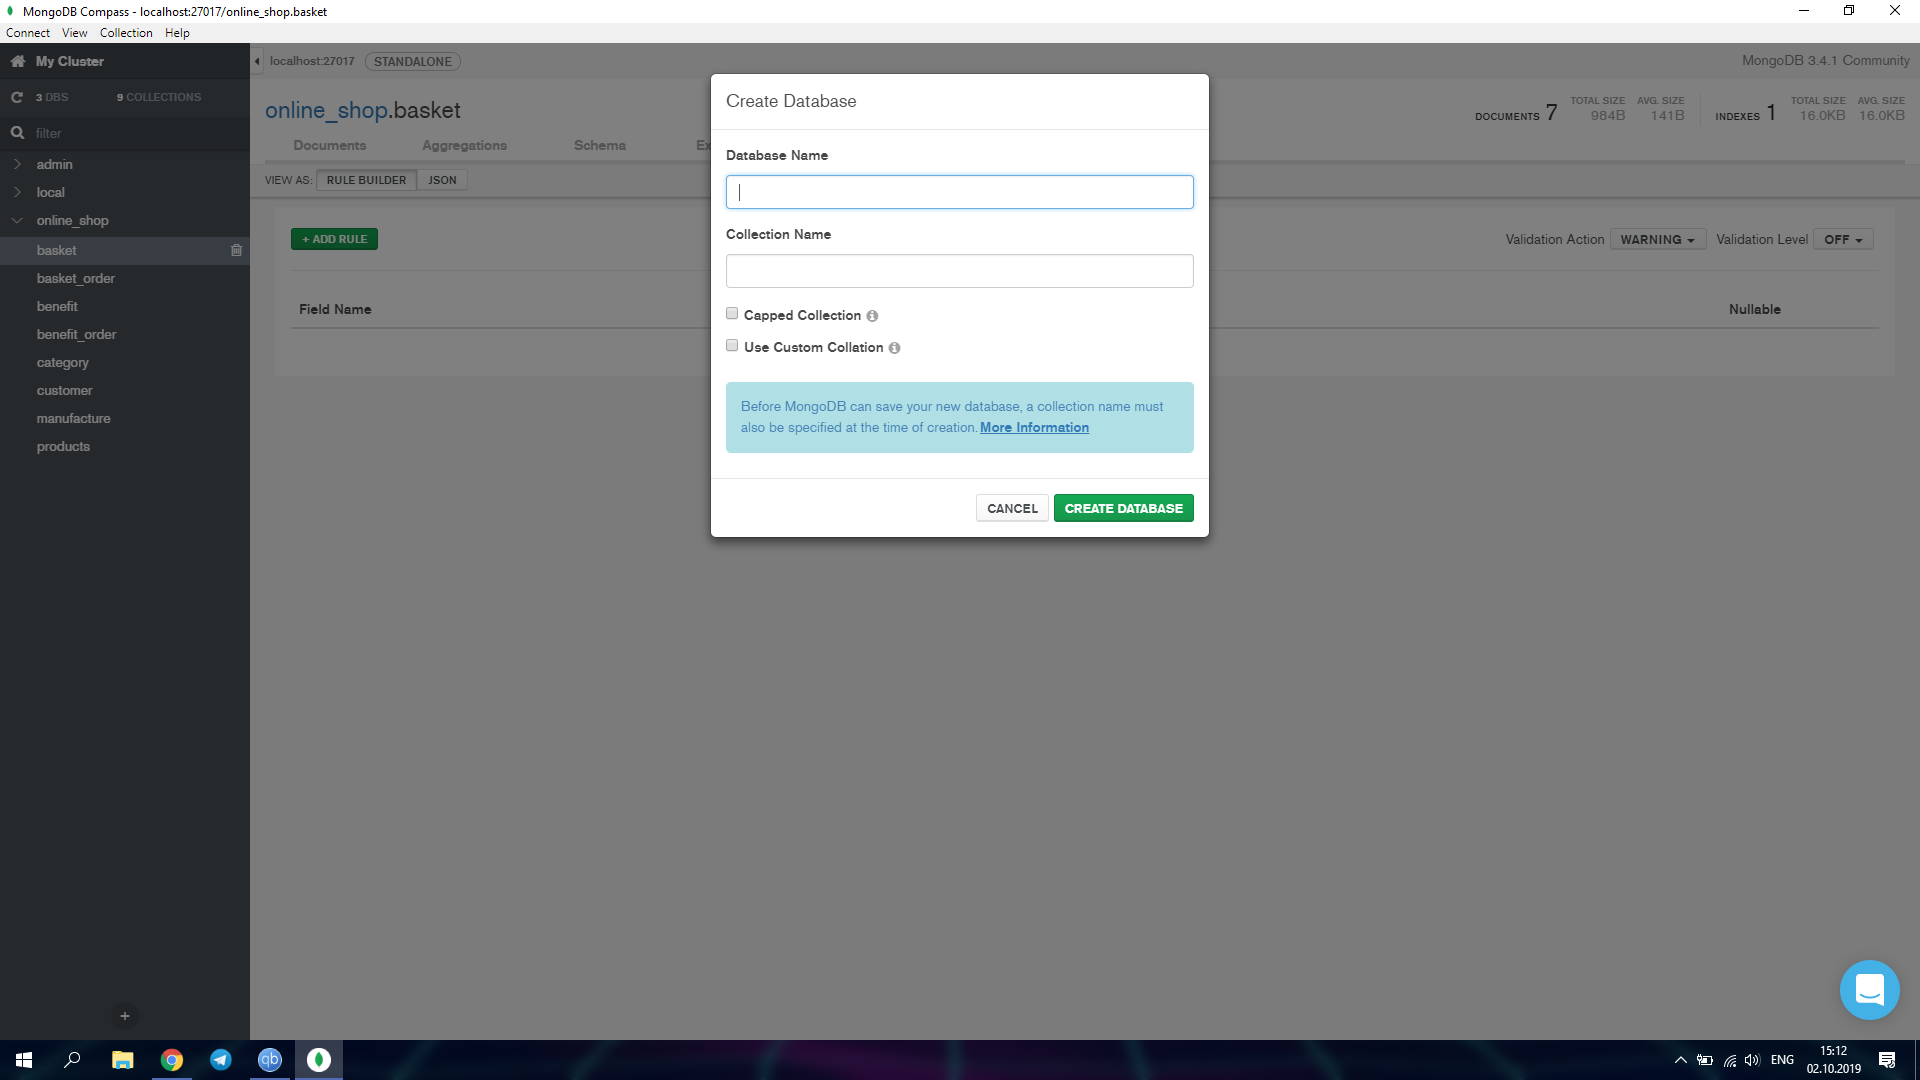 MongoDB Compass - localhost:27017/online_shop.basket
Connect View Collection Help
My Cluster
localhost:27017 STANDALONE
MongoDB 3.4.1 Community
3 DBS 9 COLLECTIONS
filter
admin
local
online_shop
basket
basket_order
benefit
benefit_order
category
customer
manufacture
products
+
online_shop.basket
DOCUMENTS 7 TOTAL SIZE 984B AVG. SIZE 141B INDEXES 1 TOTAL SIZE 16.0KB AVG. SIZE 16.0KB
Documents Aggregations Schema Ex
VIEW AS: RULE BUILDER JSON
+ ADD RULE
Validation Action WARNING Validation Level OFF
Field Name Nullable
Create Database
Database Name
Collection Name
Capped Collection
Use Custom Collation
Before MongoDB can save your new database, a collection name must
also be specified at the time of creation. More Information
CANCEL CREATE DATABASE
qb
ENG
15:12
02.10.2019